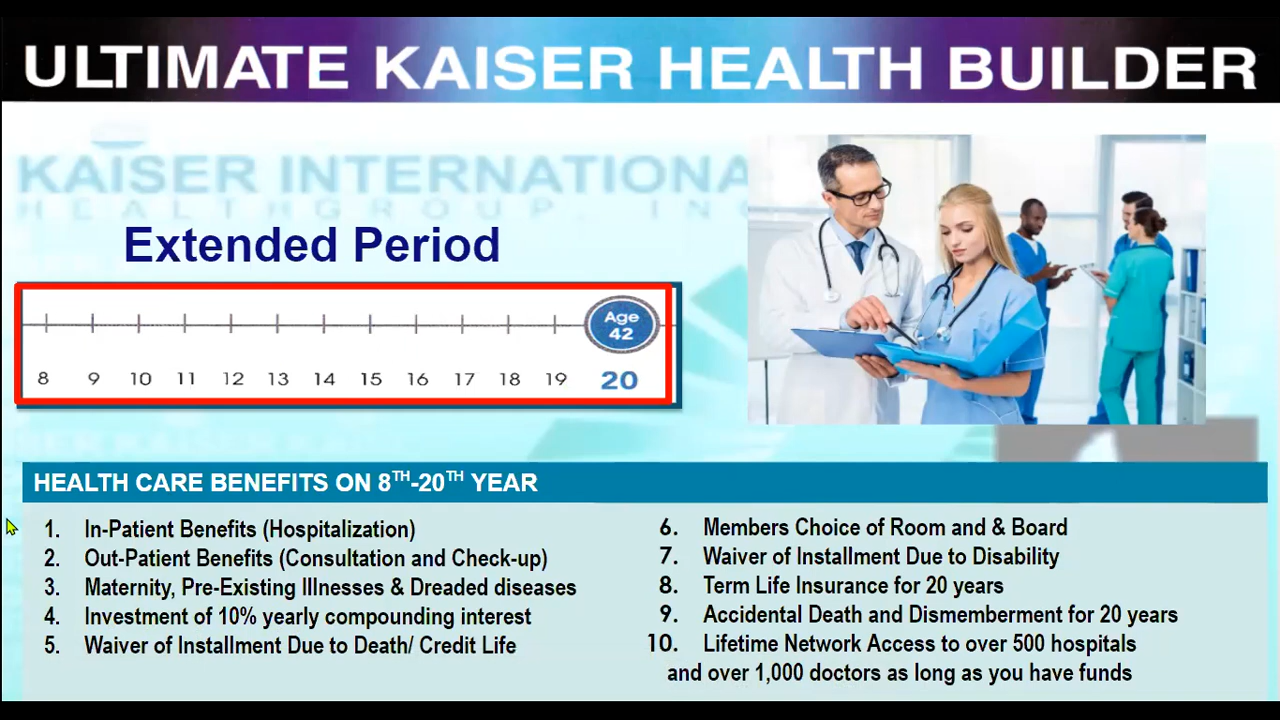 ULTIMATE KAISER HEALTH BUILDER
KAISER INTERNATIONA
HEALTHGROUP, INC
Extended Period
Age
42
8 9 10 11 12 13 14 15 16 17 18 19 20
HEALTH CARE BENEFITS ON 8TH-20TH YEAR
1. In-Patient Benefits (Hospitalization)
2. Out-Patient Benefits (Consultation and Check-up)
3. Maternity, Pre-Existing Illnesses & Dreaded diseases
4. Investment of 10% yearly compounding interest
5. Waiver of Installment Due to Death/ Credit Life
6. Members Choice of Room and & Board
7. Waiver of Installment Due to Disability
8. Term Life Insurance for 20 years
9. Accidental Death and Dismemberment for 20 years
10. Lifetime Network Access to over 500 hospitals
and over 1,000 doctors as long as you have funds